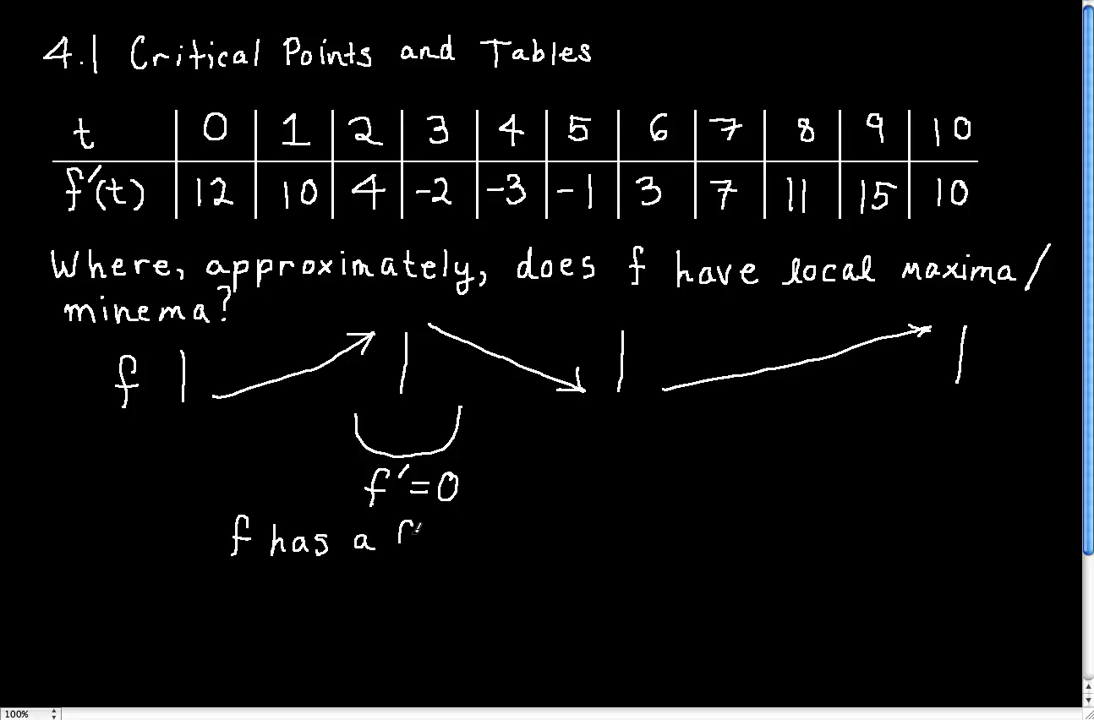 4.1 Critical Points and Tables
t | 0 | 1 | 2 | 3 | 4 | 5 | 6 | 7 | 8 | 9 | 10
f'(t) | 12 | 10 | 4 | -2 | -3 | -1 | 3 | 7 | 11 | 15 | 10
Where, approximately, does f have local maxima/
minema?
f
f'=0
f has a
100%